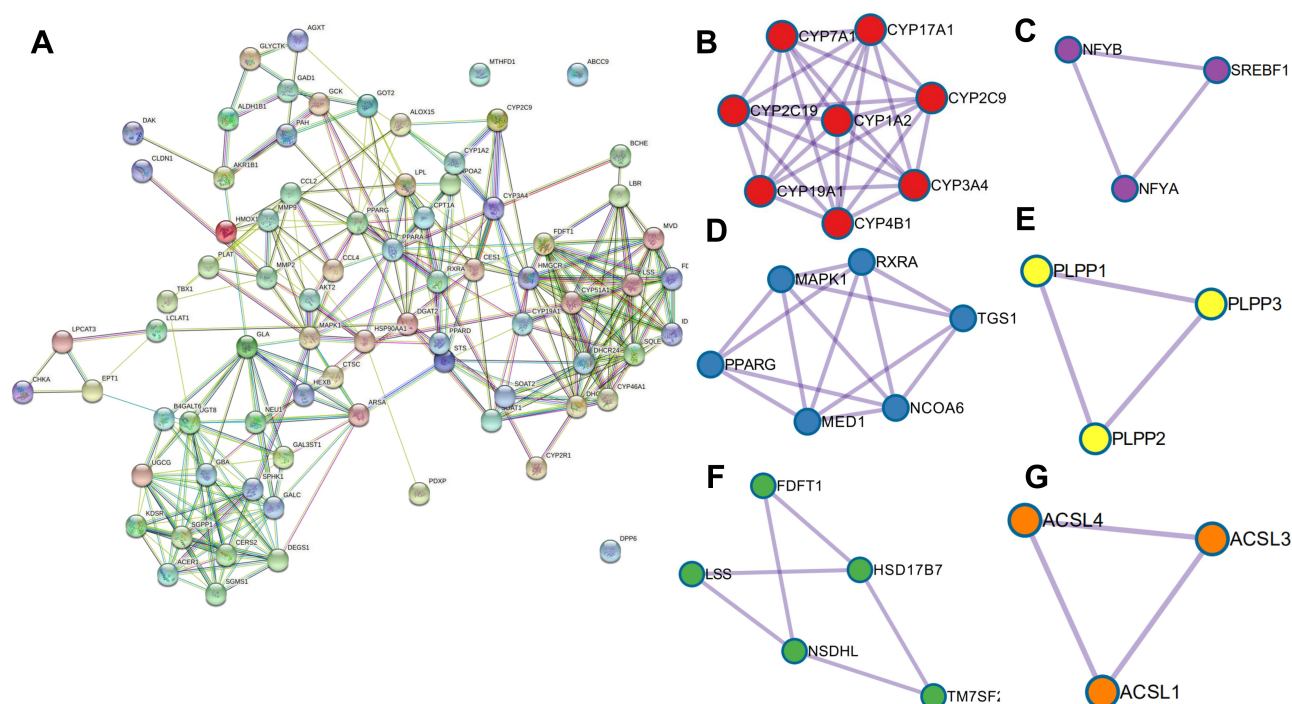 A
AGXT
GLYCTK
MTHFD1
ABCC9
GAD1
GCK
GOT2
ALDH1B1
ALOX15
CYP2C9
DAK
PAH
CLDN1
AKR1B1
CYP1A2
BCHE
CCL2
LPL
POA2
CYP3A4
LBR
MMP9
PPARG
CPT1A
HMOX1
PPARA
FDFT1
MVD
PLAT
MMP2
CCL4
RXRA
CES1
HMGCR
LSS
FD
TBX1
AKT2
CYP51A1
LCLAT1
DGAT2
CYP19A1
ID
LPCAT3
GLA
MAPK1
HSP90AA1
PPARD
SQLE
STS
DHCR24
CHKA
EPT1
CTSC
HEXB
SOAT2
CYP46A1
B4GALT6
UGT8
NEU1
ARSA
SOAT1
DHC
GAL3ST1
CYP2R1
UGCG
GBA
SPHK1
GALC
PDXP
KDSR
SGPP1
CERS2
DEGS1
DPP6
ACER1
SGMS1
B
CYP7A1
CYP17A1
CYP2C9
CYP2C19
CYP1A2
CYP19A1
CYP3A4
CYP4B1
C
NFYB
SREBF1
NFYA
D
RXRA
MAPK1
TGS1
PPARG
NCOA6
MED1
E
PLPP1
PLPP3
PLPP2
F
FDFT1
LSS
HSD17B7
NSDHL
TM7SF2
G
ACSL4
ACSL3
ACSL1